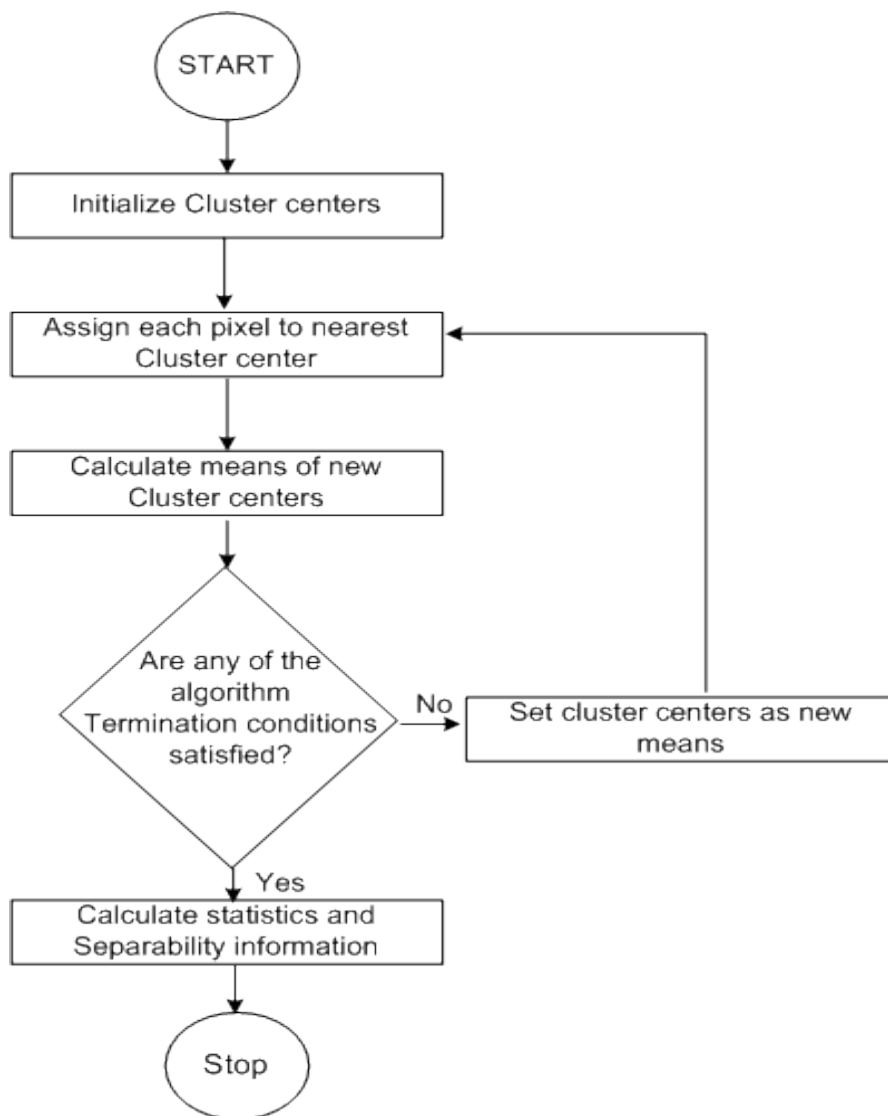 START
Initialize Cluster centers
Assign each pixel to nearest
Cluster center
Calculate means of new
Cluster centers
Are any of the
algorithm
Termination conditions
satisfied?
No
Set cluster centers as new
means
Yes
Calculate statistics and
Separability information
Stop